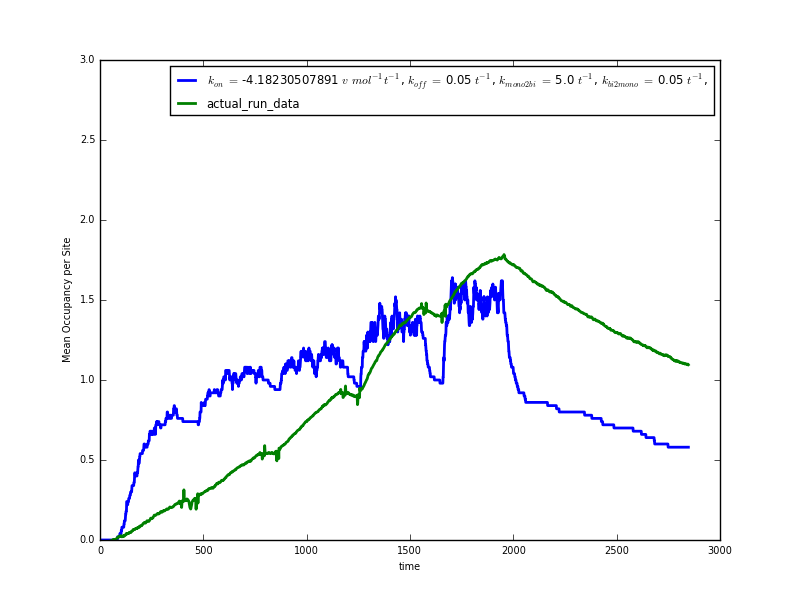 3.0
k_on = -4.18230507891 v mol^−1 t^−1, k_off = 0.05 t^−1, k_mono2bi = 5.0 t^−1, k_bi2mono = 0.05 t^−1,
actual_run_data
2.5
2.0
Mean Occupancy per Site
1.5
1.0
0.5
0.0
0 500 1000 1500 2000 2500 3000
time